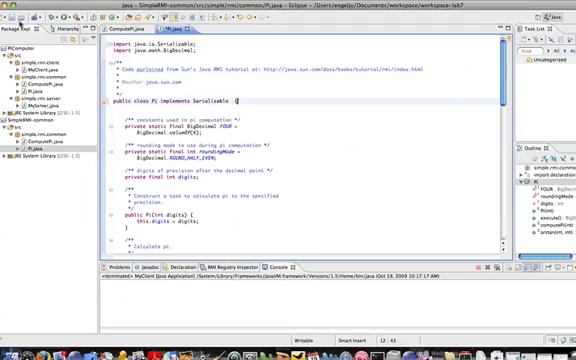 Java - SimpleRMI-common/src/simple/rmi/common/Pi.java - Eclipse - /Users/engeljo/Documents/workspace/workspace-lab7
Java
Package Expl
Hierarchy
PiComputer
src
simple.rmi.client
MyClient.java
simple.rmi.common
ComputePi.java
Pi.java
simple.rmi.server
MyServer.java
JRE System Library
src
simple.rmi.common
ComputePi.java
Pi.java
JRE System Library
ComputePi.java
*Pi.java
import java.io.Serializable;
import java.math.BigDecimal;
/**
* Code purloined from Sun's Java RMI tutorial at: http://java.sun.com/docs/books/tutorial/rmi/index.html
*
* @author java.sun.com
*
*/
public class Pi implements Serializable {
/** constants used in pi computation */
private static final BigDecimal FOUR =
BigDecimal.valueOf(4);
/** rounding mode to use during pi computation */
private static final int roundingMode =
BigDecimal.ROUND_HALF_EVEN;
/** digits of precision after the decimal point */
private final int digits;
/**
* Construct a task to calculate pi to the specified
* precision.
*/
public Pi(int digits) {
this.digits = digits;
}
/**
* Calculate pi.
Task List
Find
All
Uncategorized
Outline
import declaration
Pi
FOUR
roundingMode
digits
Pi(int)
execute()
computePi(
arctan(int,
Problems
Javadoc
Declaration
RMI Registry Inspector
Console
<terminated> MyClient [Java Application] /System/Library/Frameworks/JavaVM.framework/Versions/1.5/Home/bin/java (Oct 19, 2009 10:17:17 AM)
Writable
Smart Insert
12 : 43